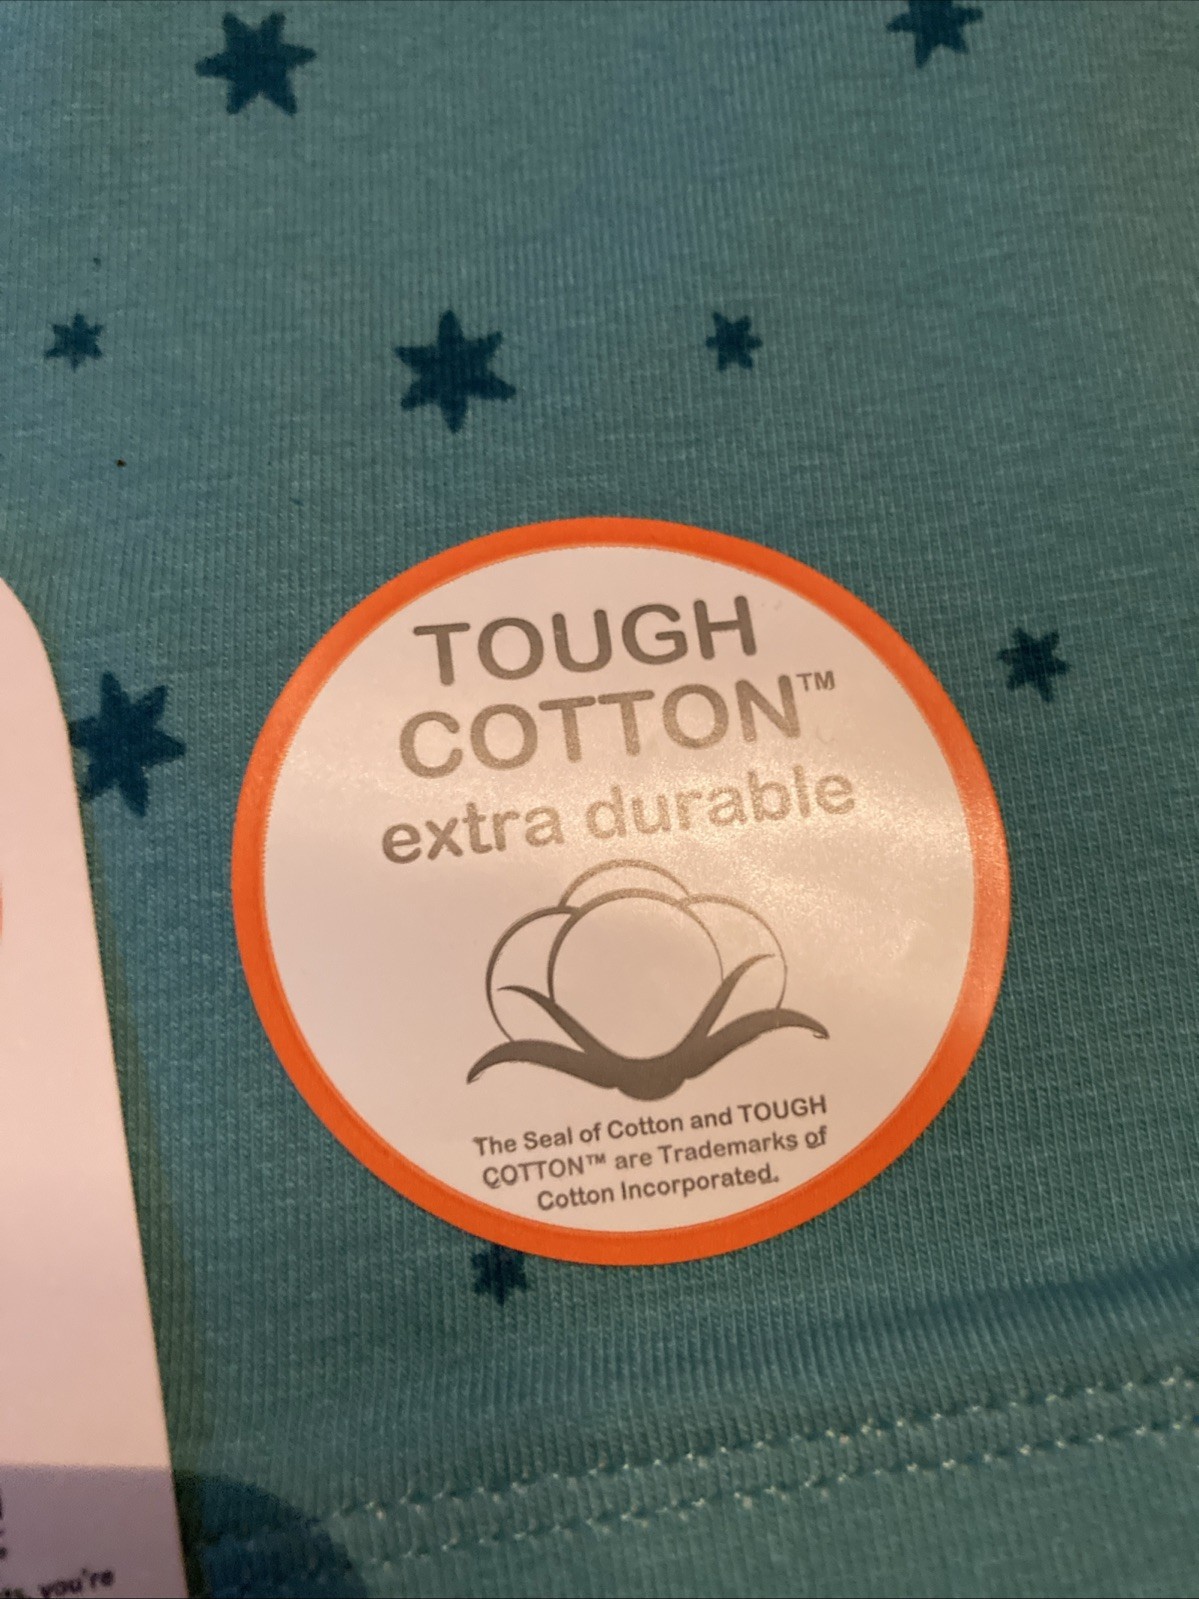 TOUGH
COTTON™
extra durable
The Seal of Cotton and TOUGH
COTTON™ are Trademarks of
Cotton Incorporated.
you're